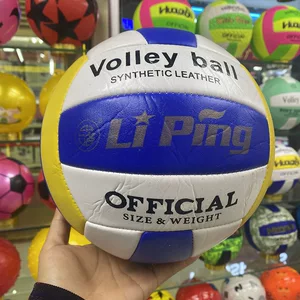 Volley ball
SYNTHETIC LEATHER
Li Ping
OFFICIAL
SIZE & WEIGHT